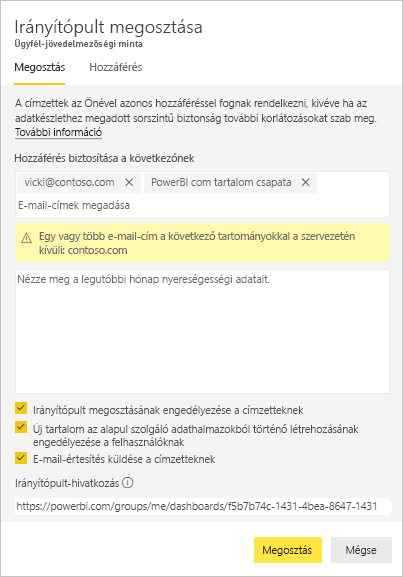 Irányítópult megosztása
Ügyfél-jövedelmezőségi minta
Megosztás Hozzáférés
A címzettek az Önével azonos hozzáféréssel fognak rendelkezni, kivéve ha az
adatkészlethez megadott sorszintű biztonság további korlátozásokat szab meg.
További információ
Hozzáférés biztosítása a következőnek
vicki@contoso.com PowerBI com tartalom csapata
E-mail-címek megadása
Egy vagy több e-mail-cím a következő tartományokkal a szervezetén
kívüli: contoso.com
Nézze meg a legutóbbi hónap nyereségességi adatait.
Irányítópult megosztásának engedélyezése a címzetteknek
Új tartalom az alapul szolgáló adathalmazokból történő létrehozásának
engedélyezése a felhasználóknak
E-mail-értesítés küldése a címzetteknek
Irányítópult-hivatkozás
https://powerbi.com/groups/me/dashboards/f5b7b74c-1431-4bea-8647-1431
Megosztás Mégse